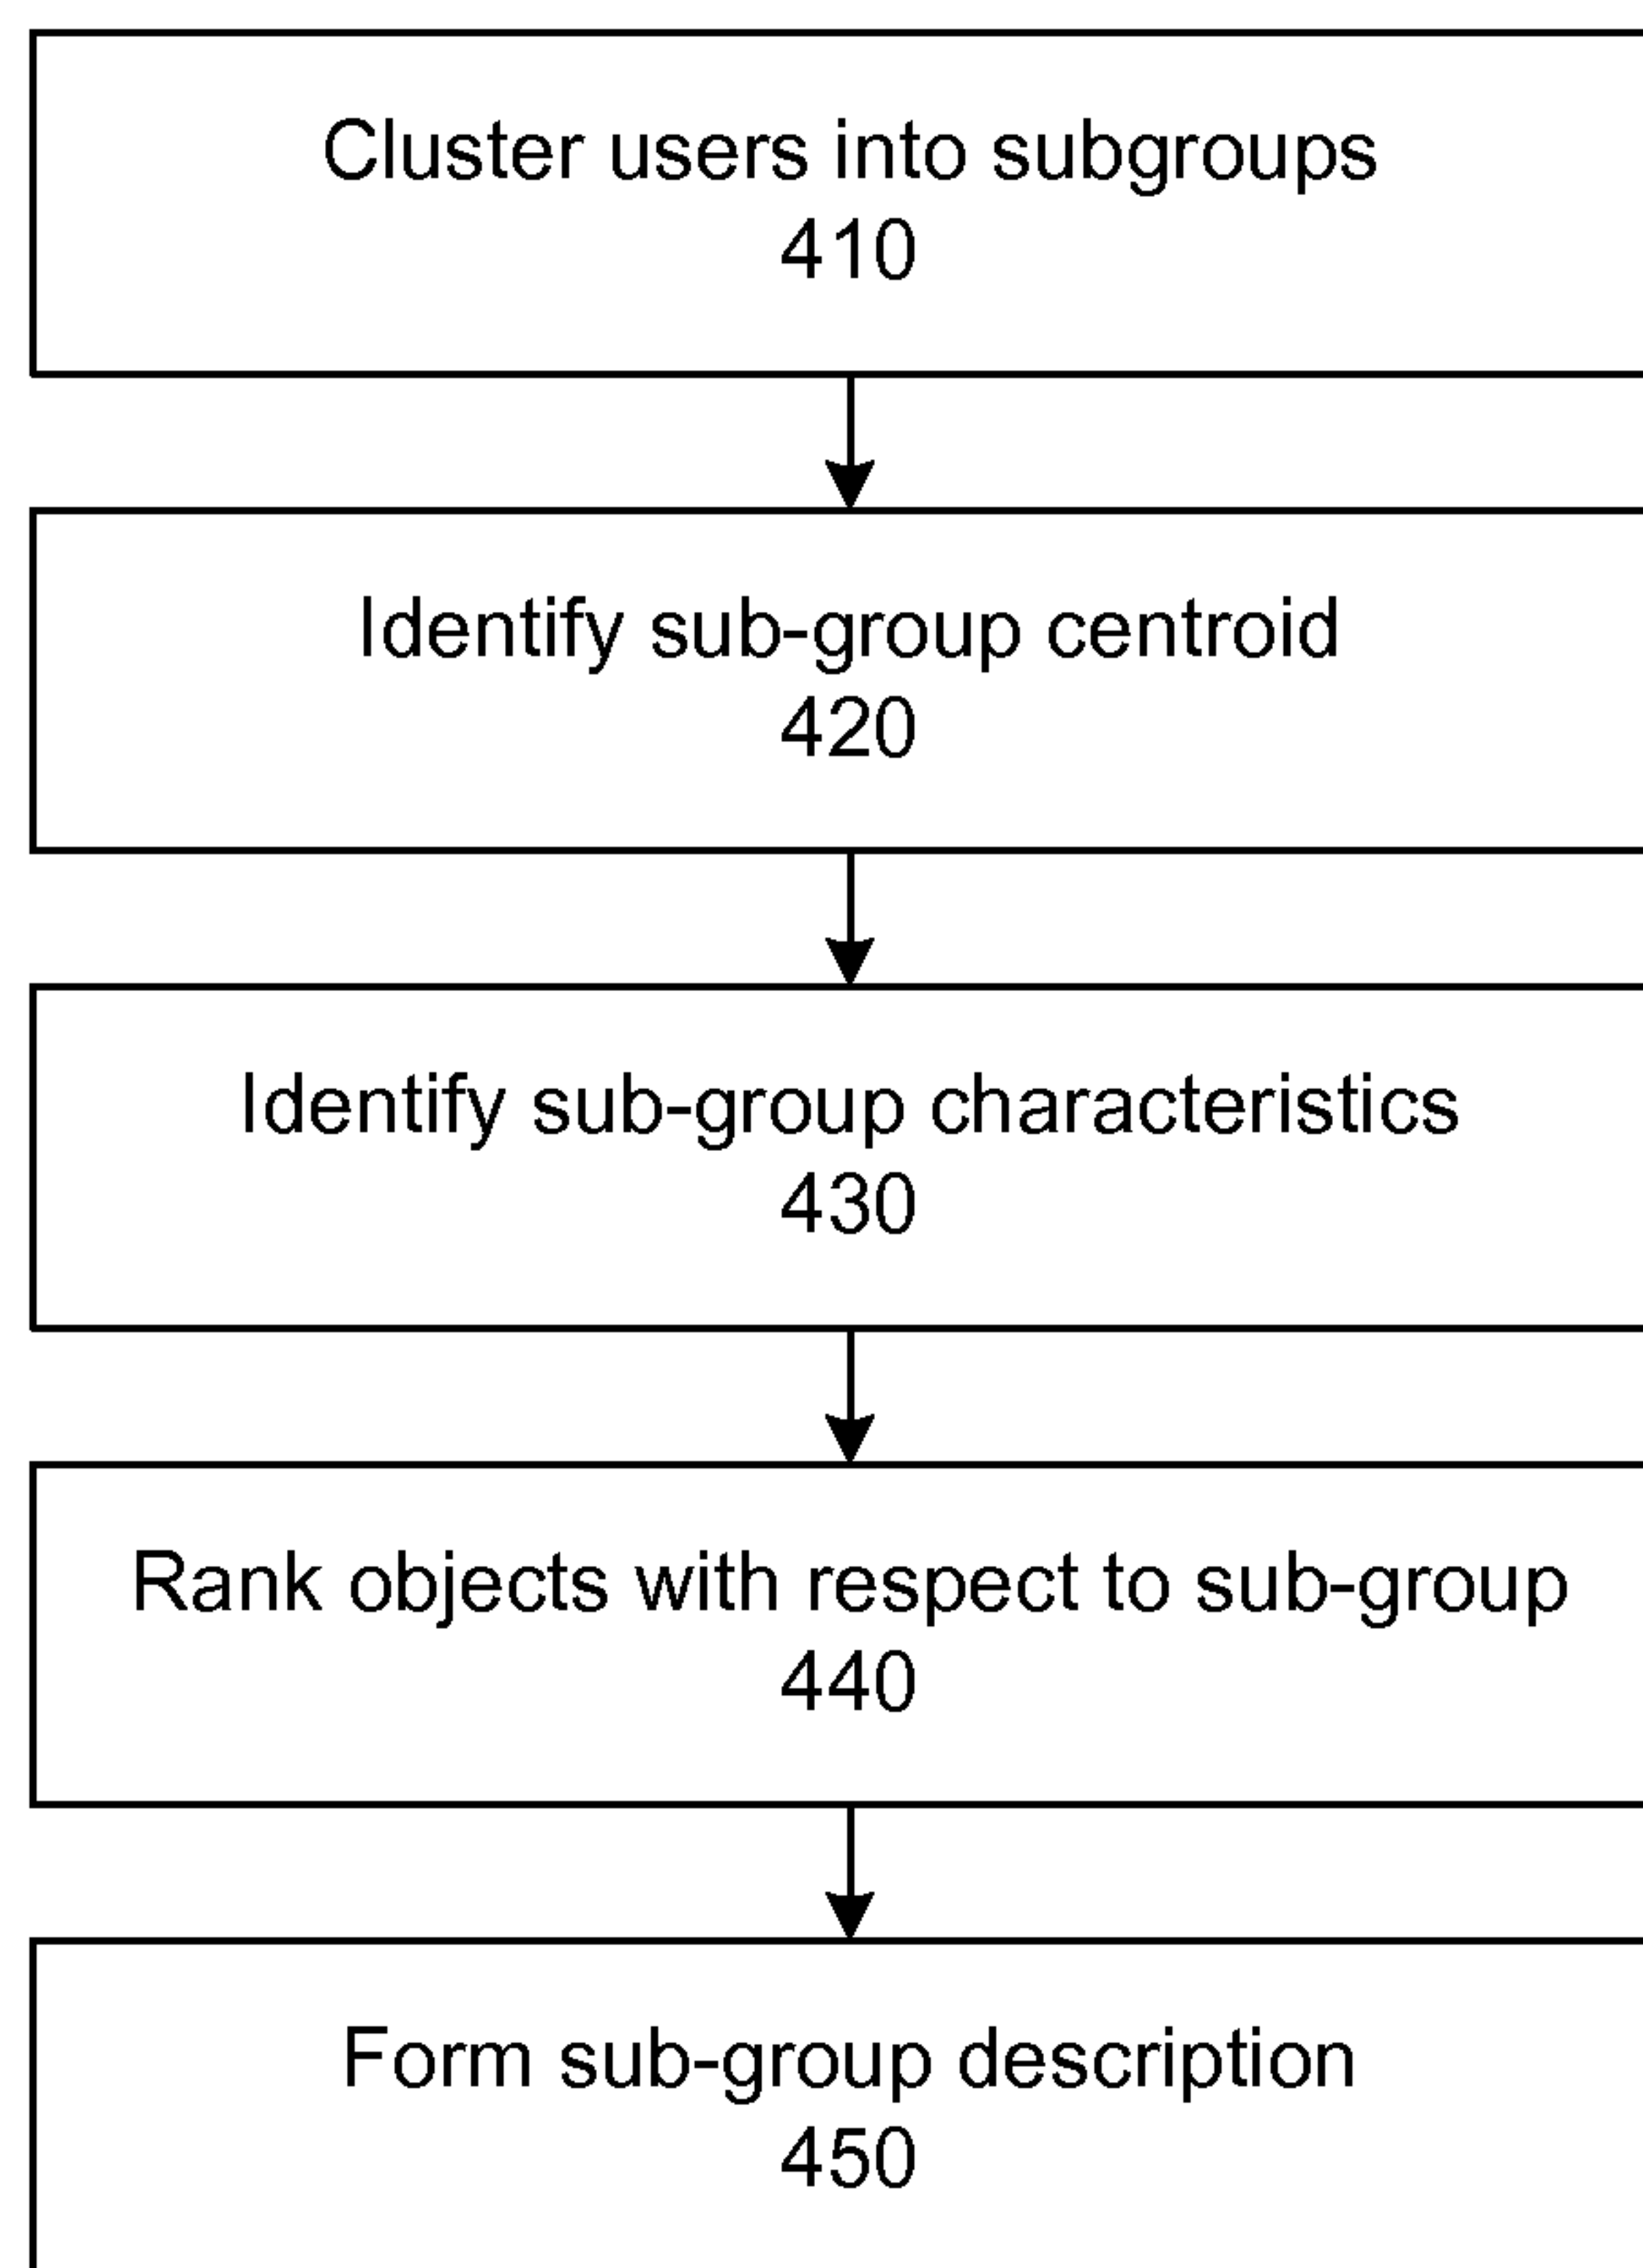 Cluster users into subgroups
410
Identify sub-group centroid
420
Identify sub-group characteristics
430
Rank objects with respect to sub-group
440
Form sub-group description
450